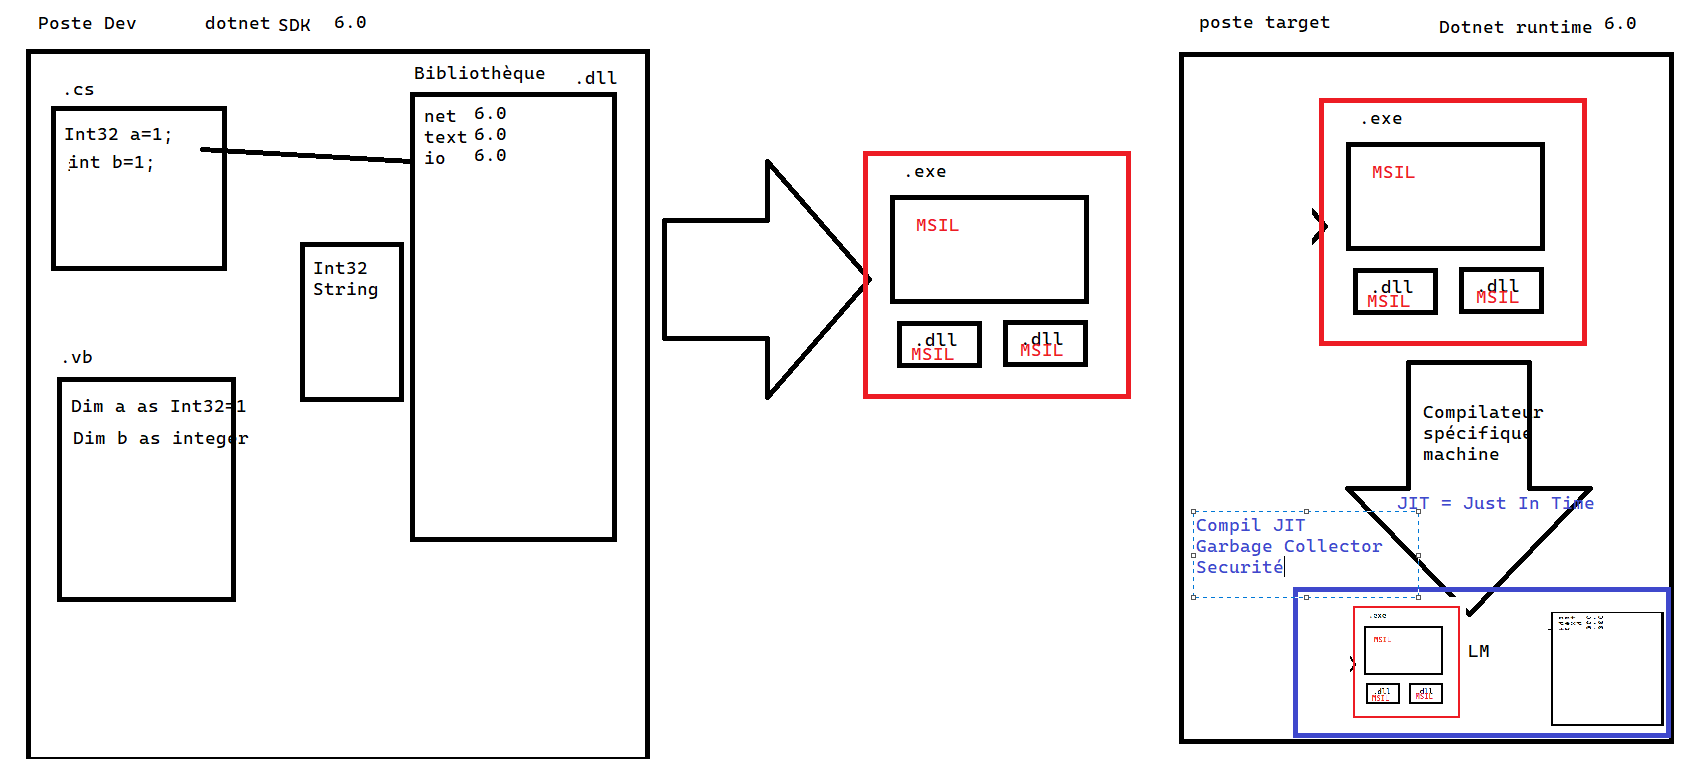 Poste Dev dotnet SDK 6.0
.cs
Int32 a=1;
int b=1;
Bibliothèque .dll
net 6.0
text 6.0
io 6.0
Int32
String
.vb
Dim a as Int32=1
Dim b as integer
.exe
MSIL
.dll
MSIL
.dll
MSIL
poste target Dotnet runtime 6.0
.exe
MSIL
.dll
MSIL
.dll
MSIL
Compilateur
spécifique
machine
JIT = Just In Time
Compil JIT
Garbage Collector
Securité
.exe
MSIL
.dll
MSIL
.dll
MSIL
LM